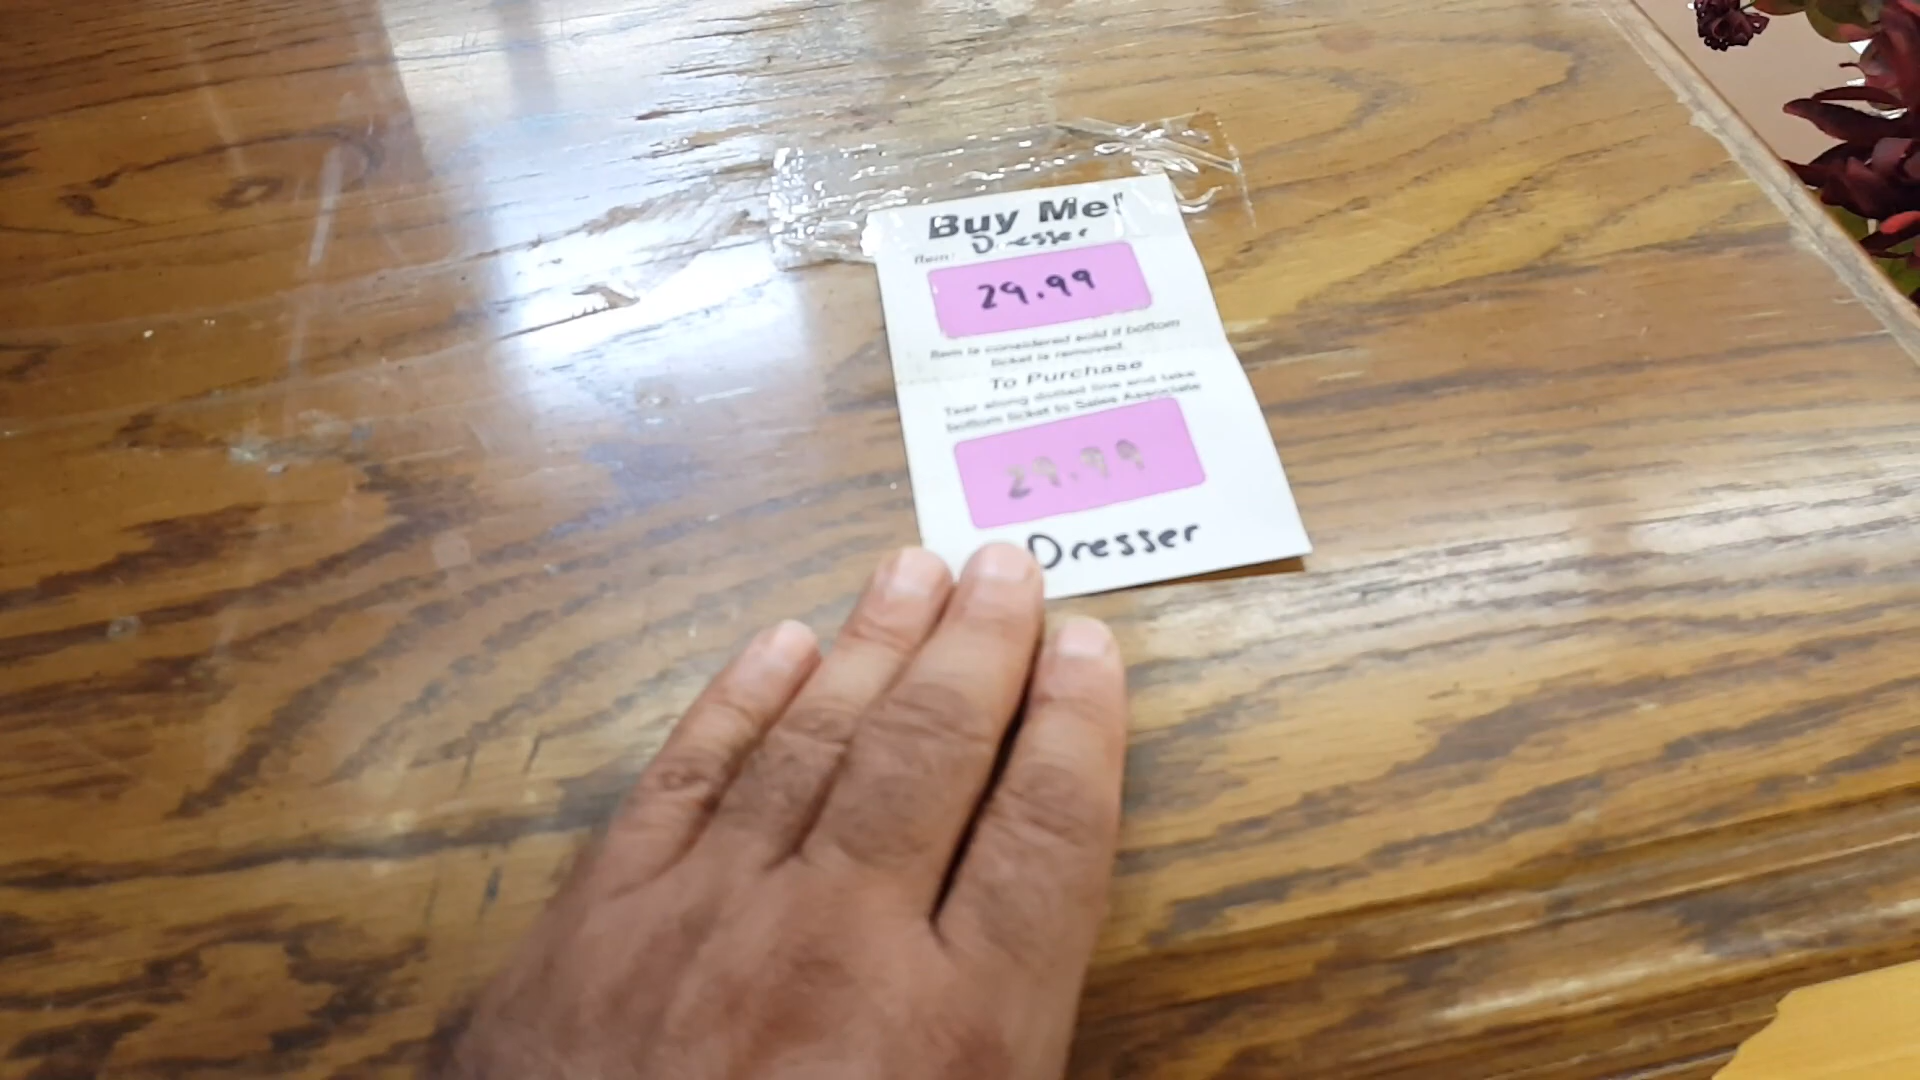 Buy Me!
Item: Dresser
29.99
Item is considered sold if bottom
ticket is removed.
To Purchase
Tear along dotted line and take
bottom ticket to Sales Associate
29.99
Dresser